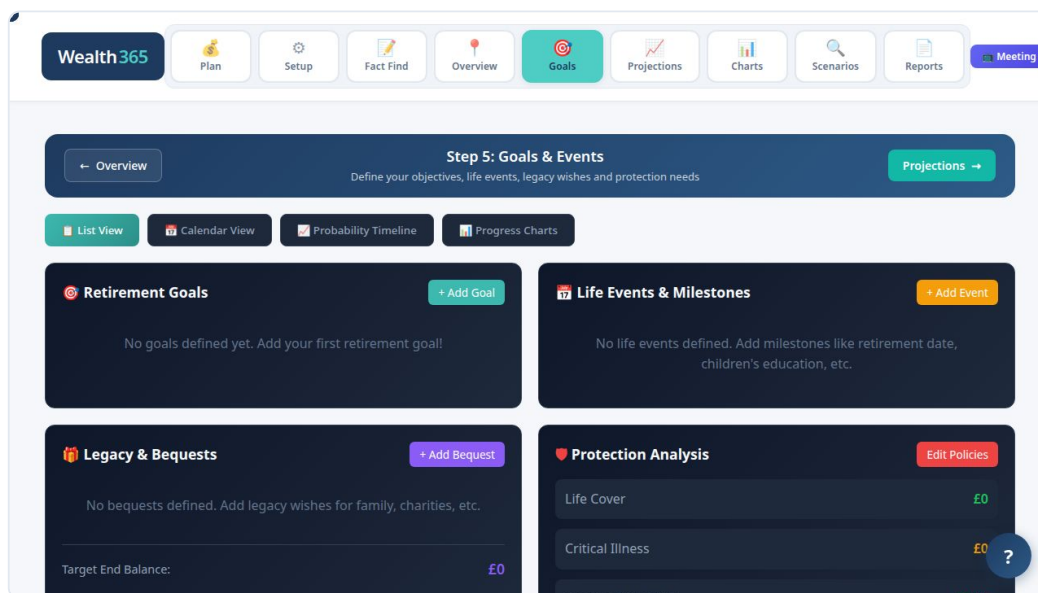 Wealth365
Plan
Setup
Fact Find
Overview
Goals
Projections
Charts
Scenarios
Reports
Meeting
← Overview
Step 5: Goals & Events
Define your objectives, life events, legacy wishes and protection needs
Projections →
List View
Calendar View
Probability Timeline
Progress Charts
Retirement Goals
+ Add Goal
No goals defined yet. Add your first retirement goal!
Life Events & Milestones
+ Add Event
No life events defined. Add milestones like retirement date,
children's education, etc.
Legacy & Bequests
+ Add Bequest
No bequests defined. Add legacy wishes for family, charities, etc.
Target End Balance:
£0
Protection Analysis
Edit Policies
Life Cover
£0
Critical Illness
£0
?